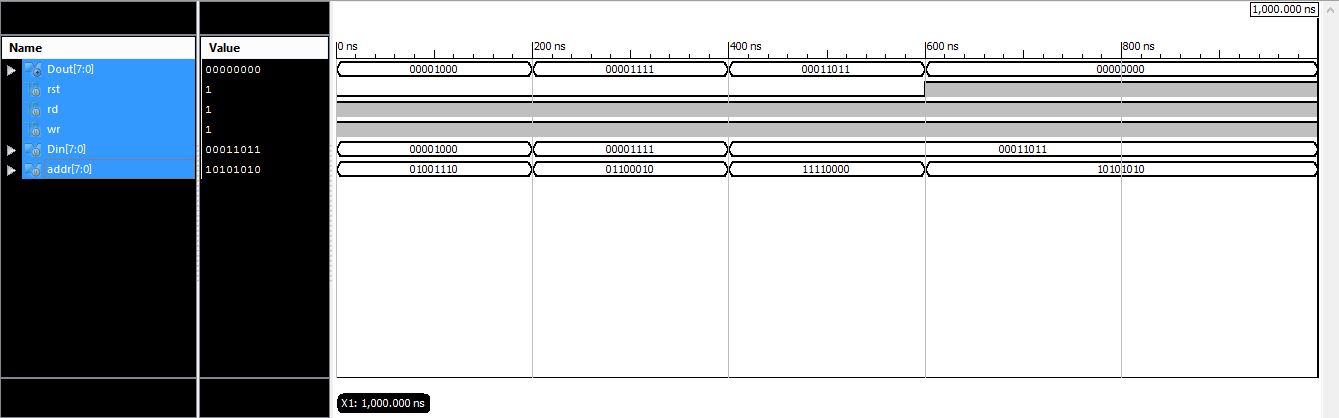 1,000.000 ns
Name Value
0 ns 200 ns 400 ns 600 ns 800 ns
Dout[7:0] 00000000 00001000 00001111 00011011 00000000
rst 1
rd 1
wr 1
Din[7:0] 00011011 00001000 00001111 00011011
addr[7:0] 10101010 01001110 01100010 11110000 10101010
X1: 1,000.000 ns